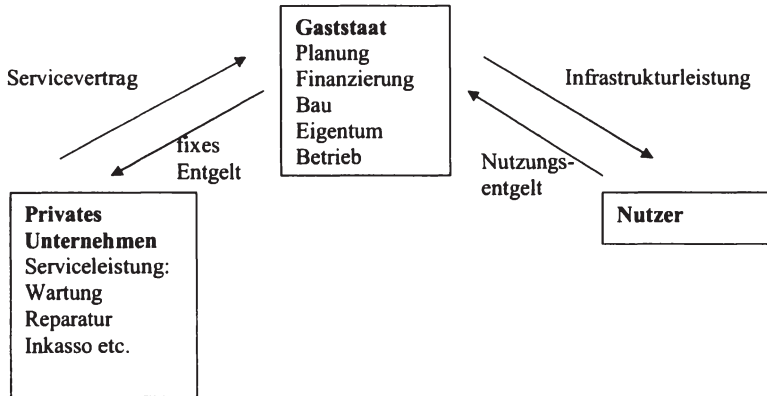 Gaststaat
Planung
Finanzierung
Bau
Eigentum
Betrieb
Servicevertrag
fixes
Entgelt
Infrastrukturleistung
Nutzungs-
entgelt
Privates
Unternehmen
Serviceleistung:
Wartung
Reparatur
Inkasso etc.
Nutzer